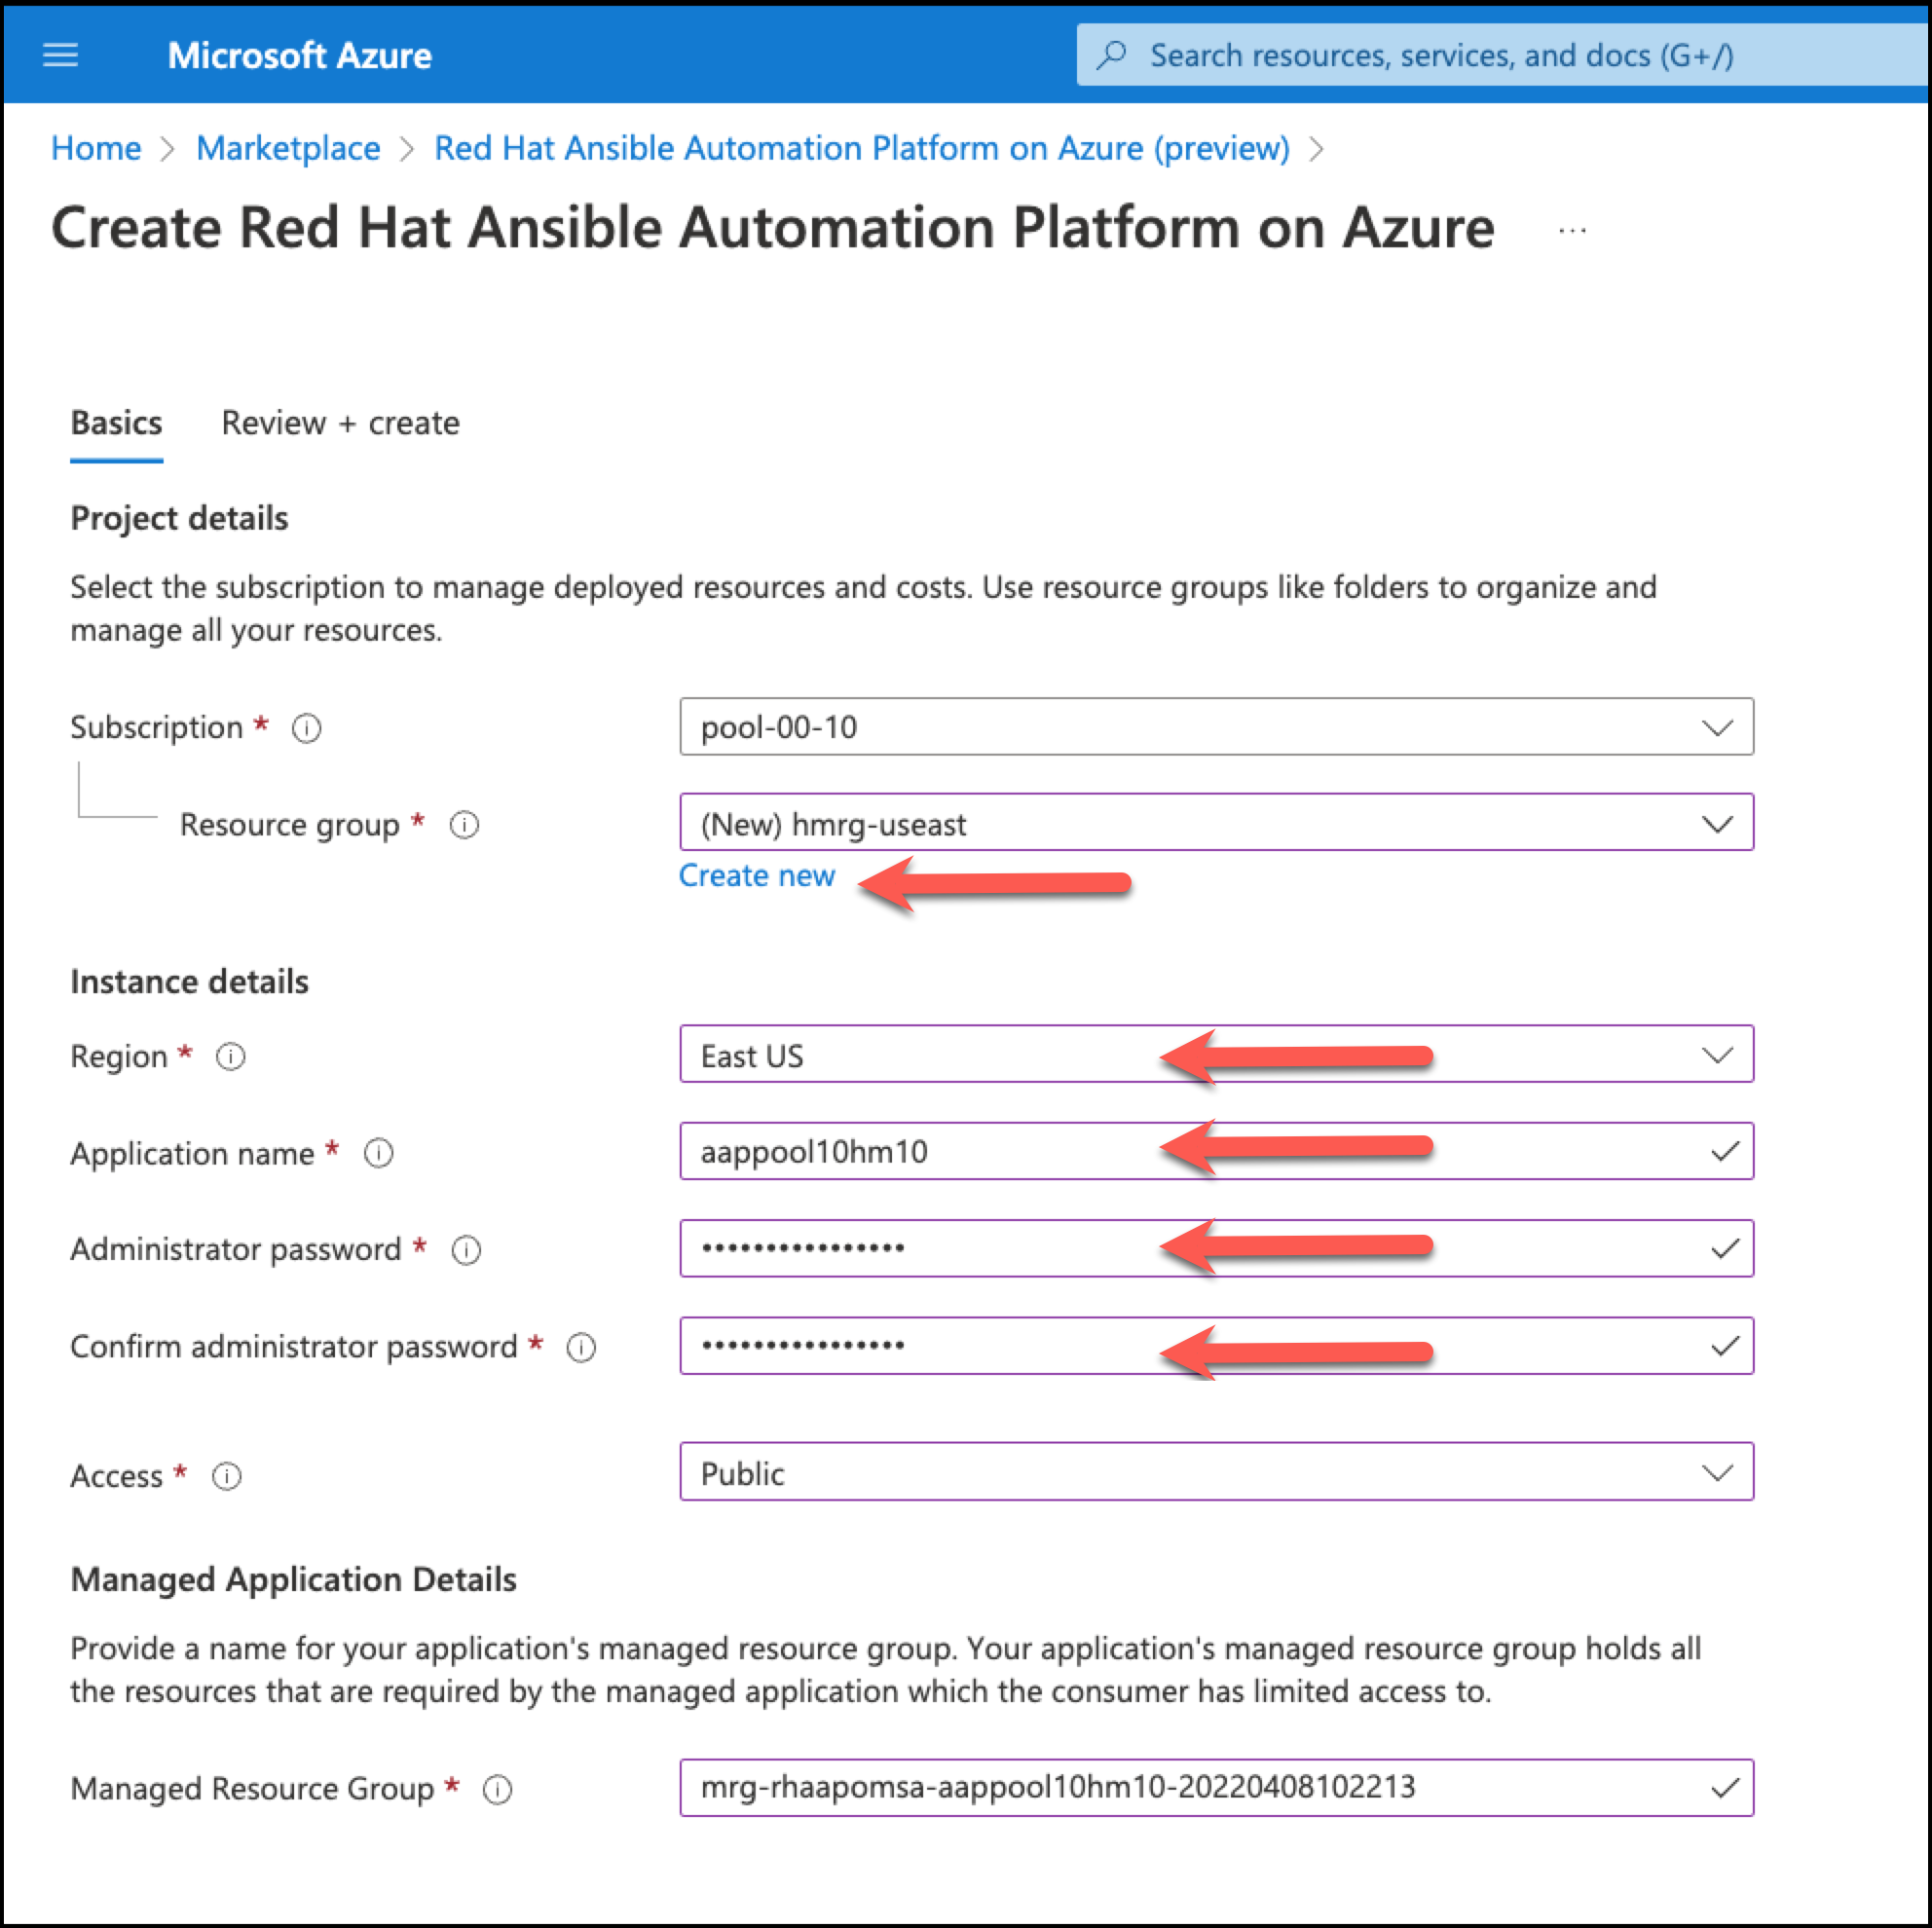 Microsoft Azure
Search resources, services, and docs (G+/)
Home > Marketplace > Red Hat Ansible Automation Platform on Azure (preview) >
Create Red Hat Ansible Automation Platform on Azure ...
Basics Review + create
Project details
Select the subscription to manage deployed resources and costs. Use resource groups like folders to organize and
manage all your resources.
Subscription * pool-00-10
Resource group * (New) hmrg-useast
Create new
Instance details
Region * East US
Application name * aappool10hm10
Administrator password * ••••••••••••••••
Confirm administrator password * ••••••••••••••••
Access * Public
Managed Application Details
Provide a name for your application's managed resource group. Your application's managed resource group holds all
the resources that are required by the managed application which the consumer has limited access to.
Managed Resource Group * mrg-rhaapomsa-aappool10hm10-20220408102213